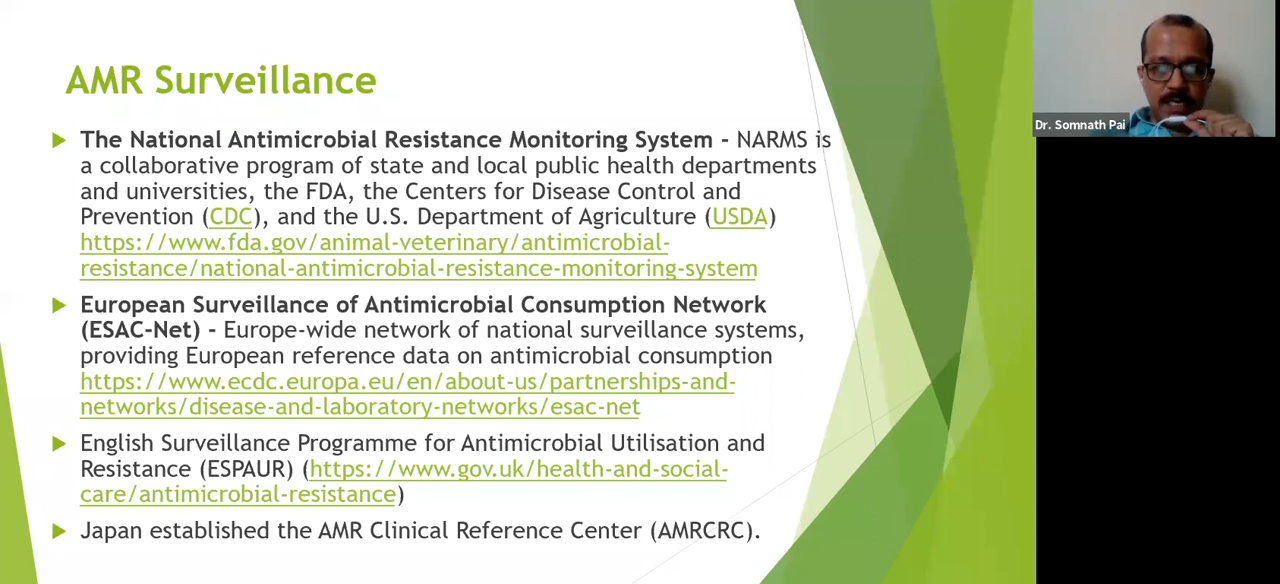 AMR Surveillance
The National Antimicrobial Resistance Monitoring System - NARMS is
a collaborative program of state and local public health departments
and universities, the FDA, the Centers for Disease Control and
Prevention (CDC), and the U.S. Department of Agriculture (USDA)
https://www.fda.gov/animal-veterinary/antimicrobial-
resistance/national-antimicrobial-resistance-monitoring-system
European Surveillance of Antimicrobial Consumption Network
(ESAC-Net) - Europe-wide network of national surveillance systems,
providing European reference data on antimicrobial consumption
https://www.ecdc.europa.eu/en/about-us/partnerships-and-
networks/disease-and-laboratory-networks/esac-net
English Surveillance Programme for Antimicrobial Utilisation and
Resistance (ESPAUR) (https://www.gov.uk/health-and-social-
care/antimicrobial-resistance)
Japan established the AMR Clinical Reference Center (AMRCRC).
Dr. Somnath Pai